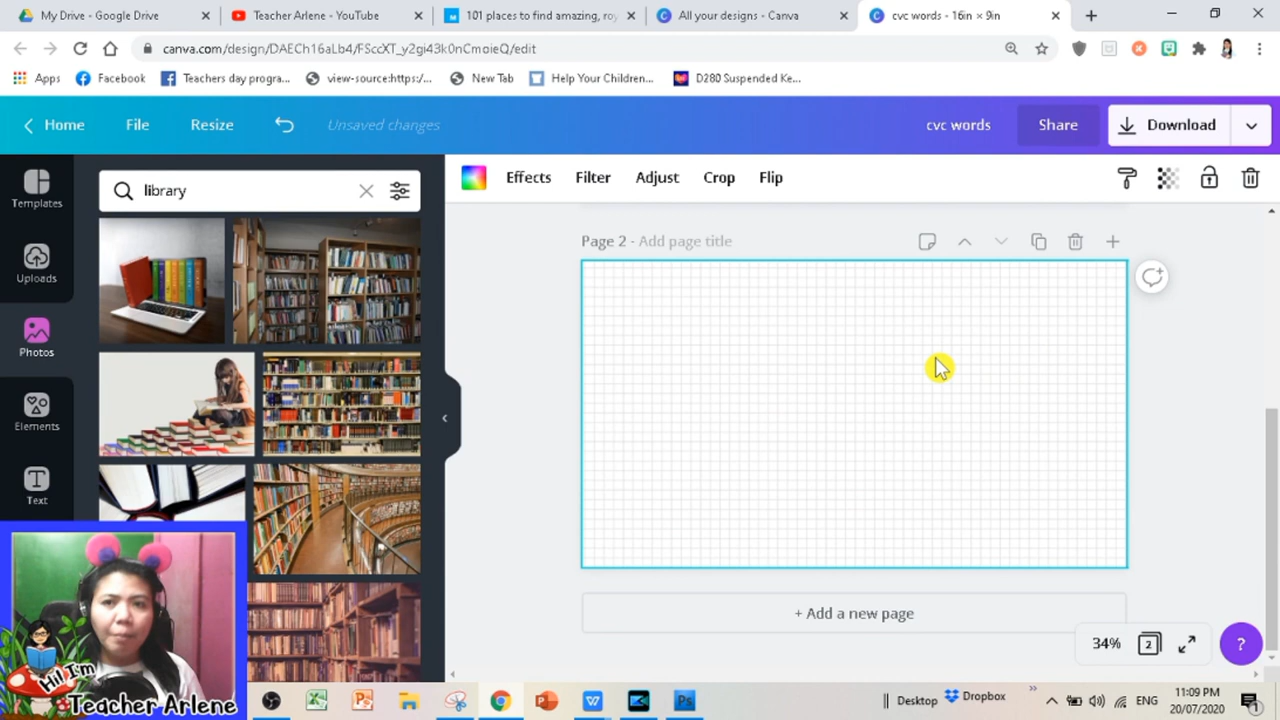 My Drive - Google Drive
Teacher Arlene - YouTube
101 places to find amazing, roy
All your designs - Canva
cvc words - 16in × 9in
canva.com/design/DAECh16aLb4/FSccXT_y2gi43k0nCmoieQ/edit
Apps
Facebook
Teachers day progra...
view-source:https:/...
New Tab
Help Your Children...
D280 Suspended Ke...
Home
File
Resize
Unsaved changes
cvc words
Share
Download
Templates
library
Effects
Filter
Adjust
Crop
Flip
Uploads
Page 2 - Add page title
Photos
Elements
Text
+ Add a new page
34%
2
?
Hi! I'm
Teacher Arlene
Desktop
Dropbox
ENG
11:09 PM
20/07/2020
1